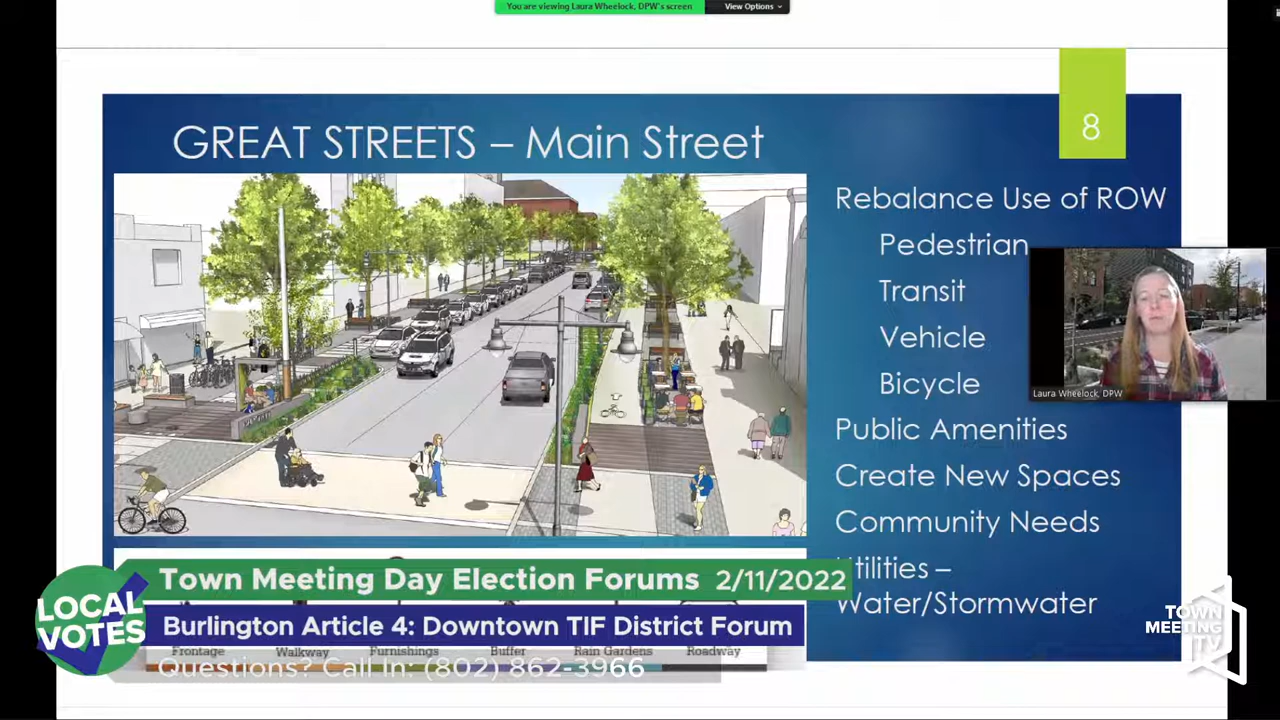 You are viewing Laura Wheelock, DPW's screen
View Options
8
GREAT STREETS – Main Street
Rebalance Use of ROW
Pedestrian
Transit
Vehicle
Bicycle
Public Amenities
Create New Spaces
Community Needs
Utilities –
Water/Stormwater
Laura Wheelock, DPW
Town Meeting Day Election Forums 2/11/2022
LOCAL
VOTES
Burlington Article 4: Downtown TIF District Forum
Frontage Walkway Furnishings Buffer Rain Gardens Roadway
Questions? Call In: (802) 862-3966
TOWN
MEETING
TV